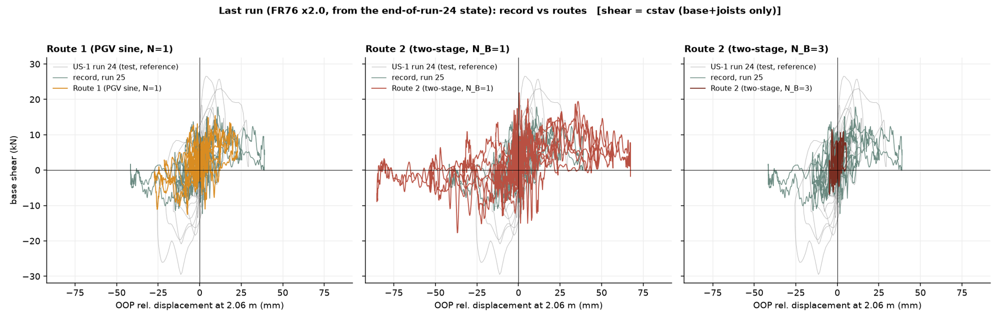 Last run (FR76 x2.0, from the end-of-run-24 state): record vs routes   [shear = cstav (base+joists only)]
Route 1 (PGV sine, N=1)
US-1 run 24 (test, reference)
record, run 25
Route 1 (PGV sine, N=1)
30
20
10
0
−10
−20
−30
base shear (kN)
−75 −50 −25 0 25 50 75
OOP rel. displacement at 2.06 m (mm)
Route 2 (two-stage, N_B=1)
US-1 run 24 (test, reference)
record, run 25
Route 2 (two-stage, N_B=1)
−75 −50 −25 0 25 50 75
OOP rel. displacement at 2.06 m (mm)
Route 2 (two-stage, N_B=3)
US-1 run 24 (test, reference)
record, run 25
Route 2 (two-stage, N_B=3)
−75 −50 −25 0 25 50 75
OOP rel. displacement at 2.06 m (mm)